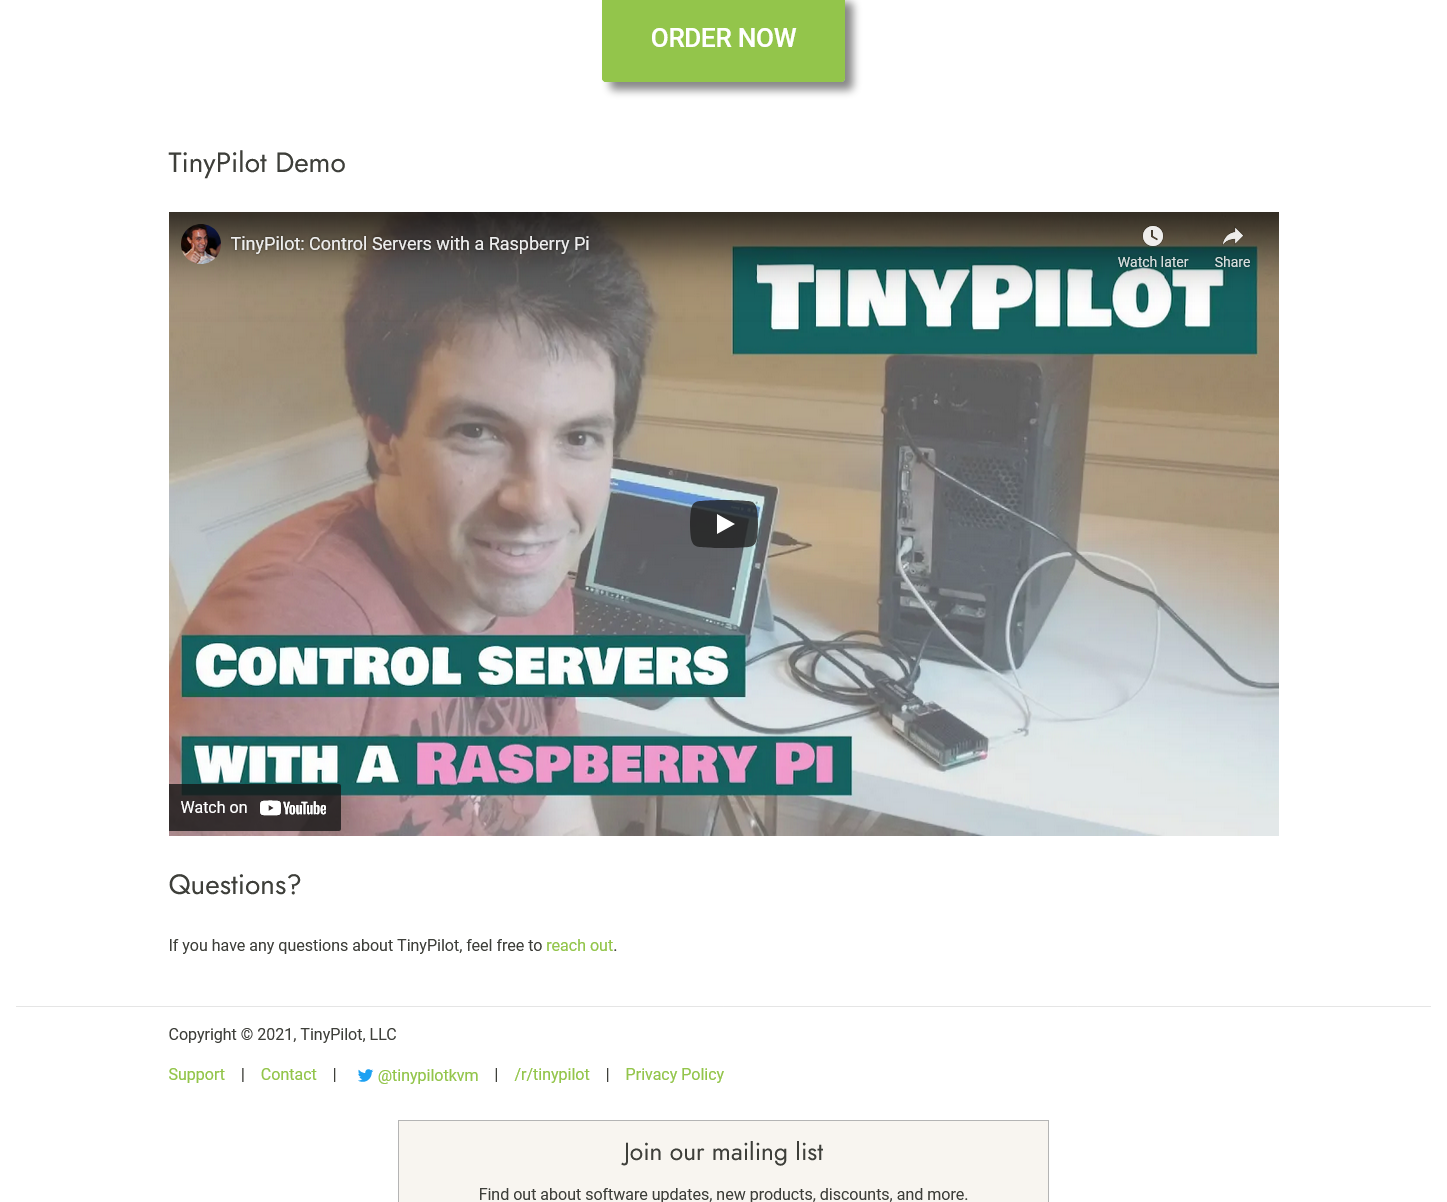 ORDER NOW
TinyPilot Demo
TinyPilot: Control Servers with a Raspberry Pi
Watch later
Share
TINYPILOT
CONTROL SERVERS
WITH A RASPBERRY PI
Watch on YouTube
Questions?
If you have any questions about TinyPilot, feel free to reach out.
Copyright © 2021, TinyPilot, LLC
Support | Contact | @tinypilotkvm | /r/tinypilot | Privacy Policy
Join our mailing list
Find out about software updates, new products, discounts, and more.